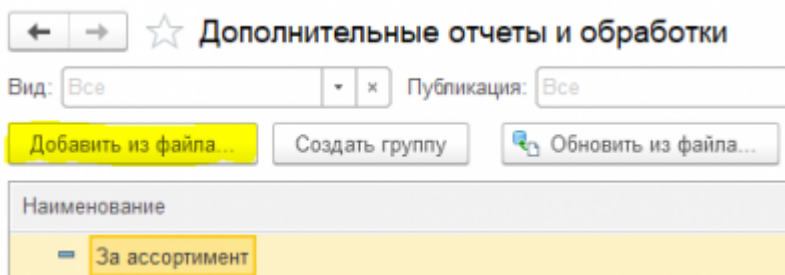 Дополнительные отчеты и обработки
Вид: Все Публикация: Все
Добавить из файла... Создать группу Обновить из файла...
Наименование
За ассортимент